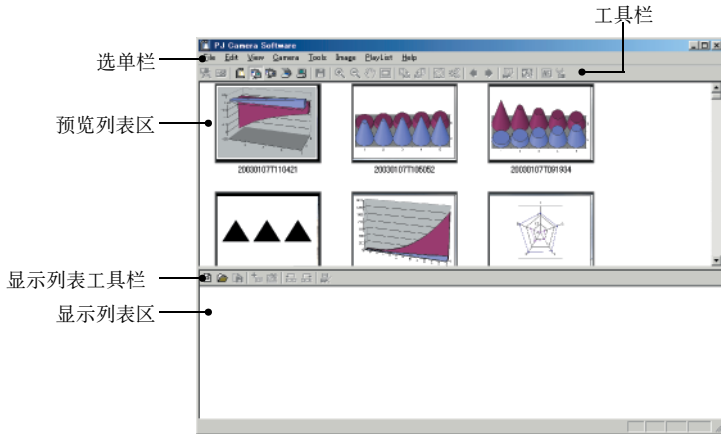 工具栏
PJ Camera Software
选单栏
File Edit View Camera Tools Image PlayList Help
预览列表区
20030107T110421 20030107T105052 20030107T091934
显示列表工具栏
显示列表区